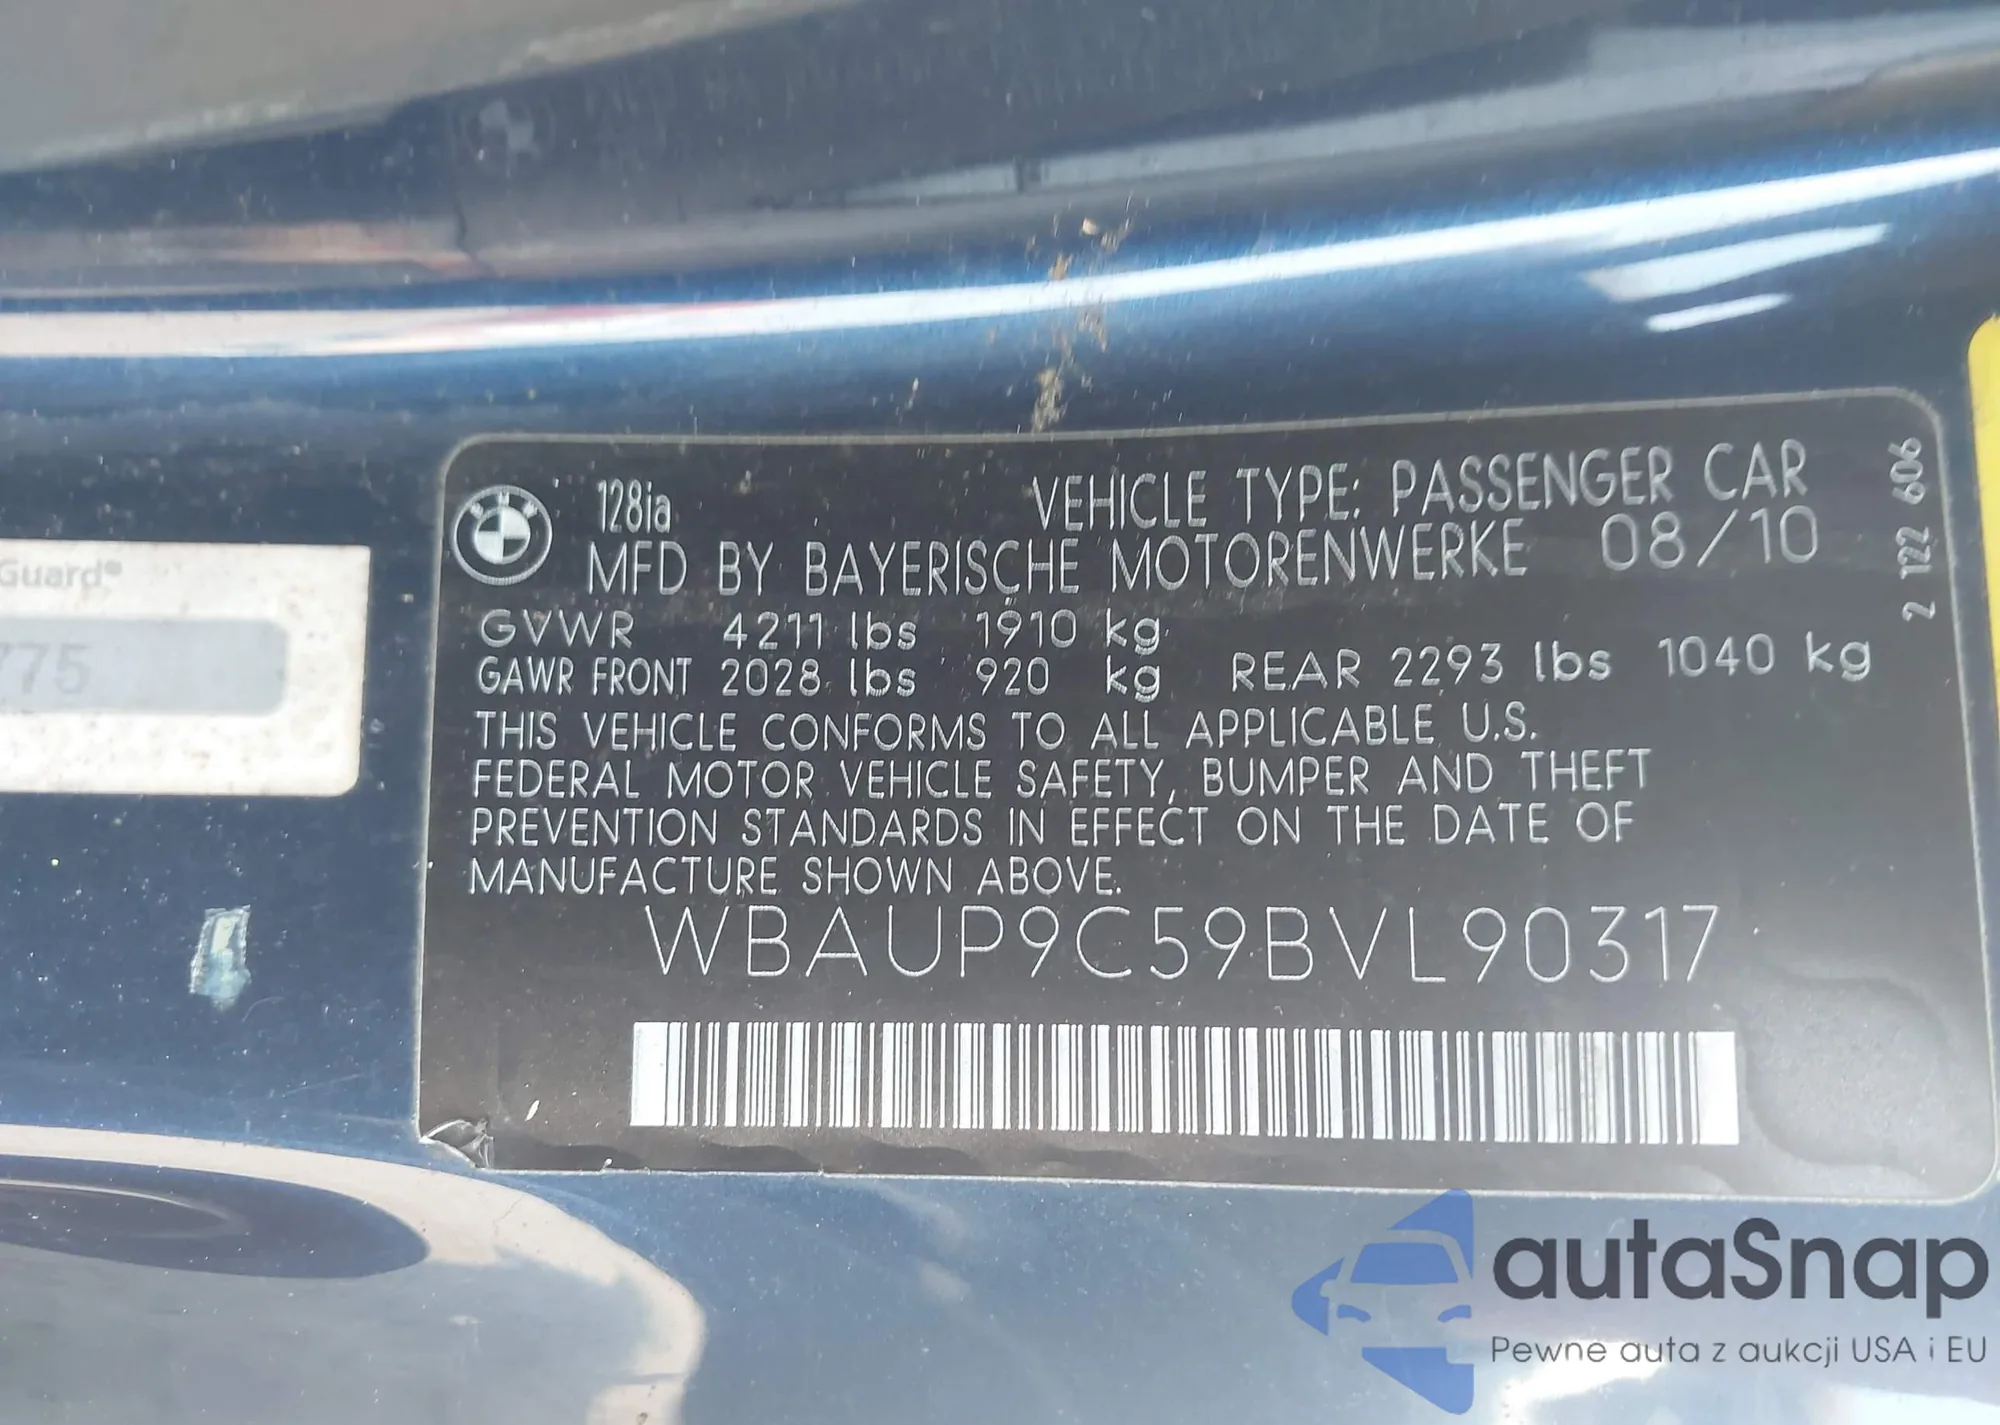 128ia
VEHICLE TYPE: PASSENGER CAR
MFD BY BAYERISCHE MOTORENWERKE 08/10
GVWR 4211 lbs 1910 kg
GAWR FRONT 2028 lbs 920 kg REAR 2293 lbs 1040 kg
THIS VEHICLE CONFORMS TO ALL APPLICABLE U.S.
FEDERAL MOTOR VEHICLE SAFETY, BUMPER AND THEFT
PREVENTION STANDARDS IN EFFECT ON THE DATE OF
MANUFACTURE SHOWN ABOVE.
WBAUP9C59BVL90317
2 122 606
Guard®
775
autaSnap
Pewne auta z aukcji USA i EU